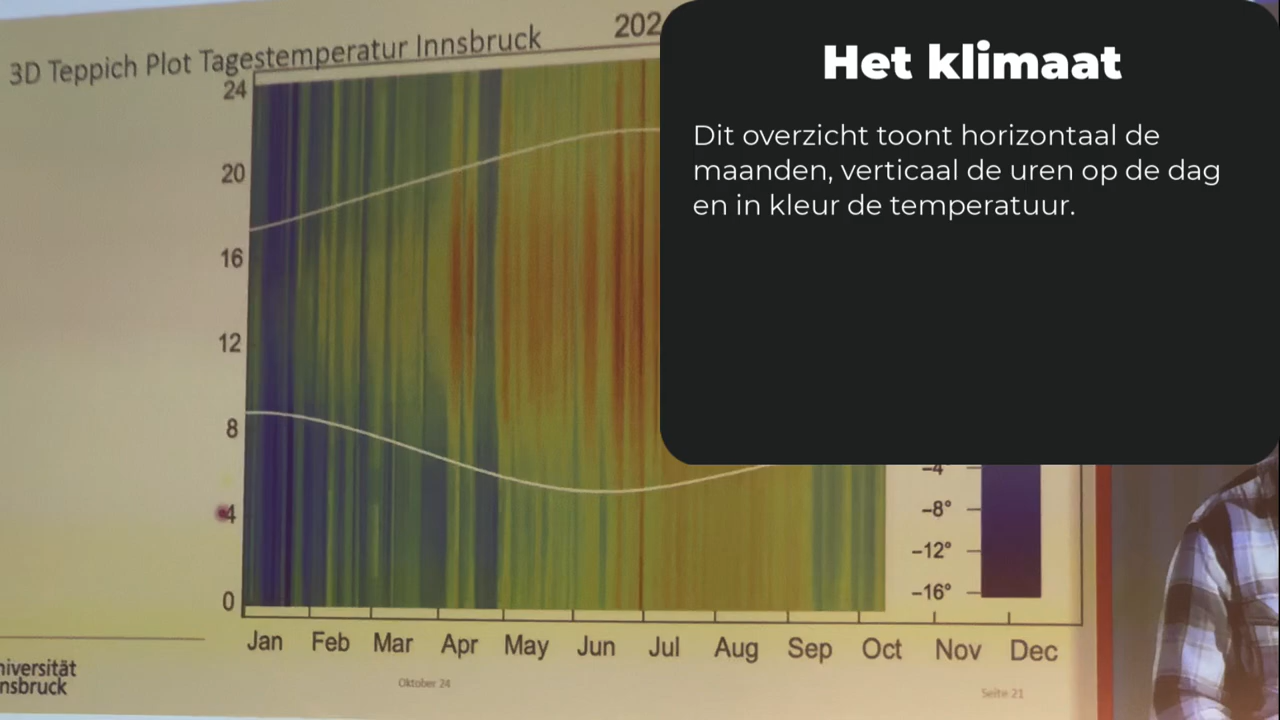 3D Teppich Plot Tagestemperatur Innsbruck
202
Het klimaat
Dit overzicht toont horizontaal de
maanden, verticaal de uren op de dag
en in kleur de temperatuur.
24
20
16
12
8
4
0
–4°
–8°
–12°
–16°
Jan Feb Mar Apr May Jun Jul Aug Sep Oct Nov Dec
niversität
nsbruck
Oktober 24
Seite 21